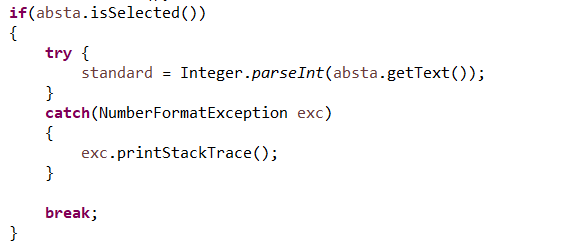 if(absta.isSelected())
{
    try {
        standard = Integer.parseInt(absta.getText());
    }
    catch(NumberFormatException exc)
    {
        exc.printStackTrace();
    }

    break;
}